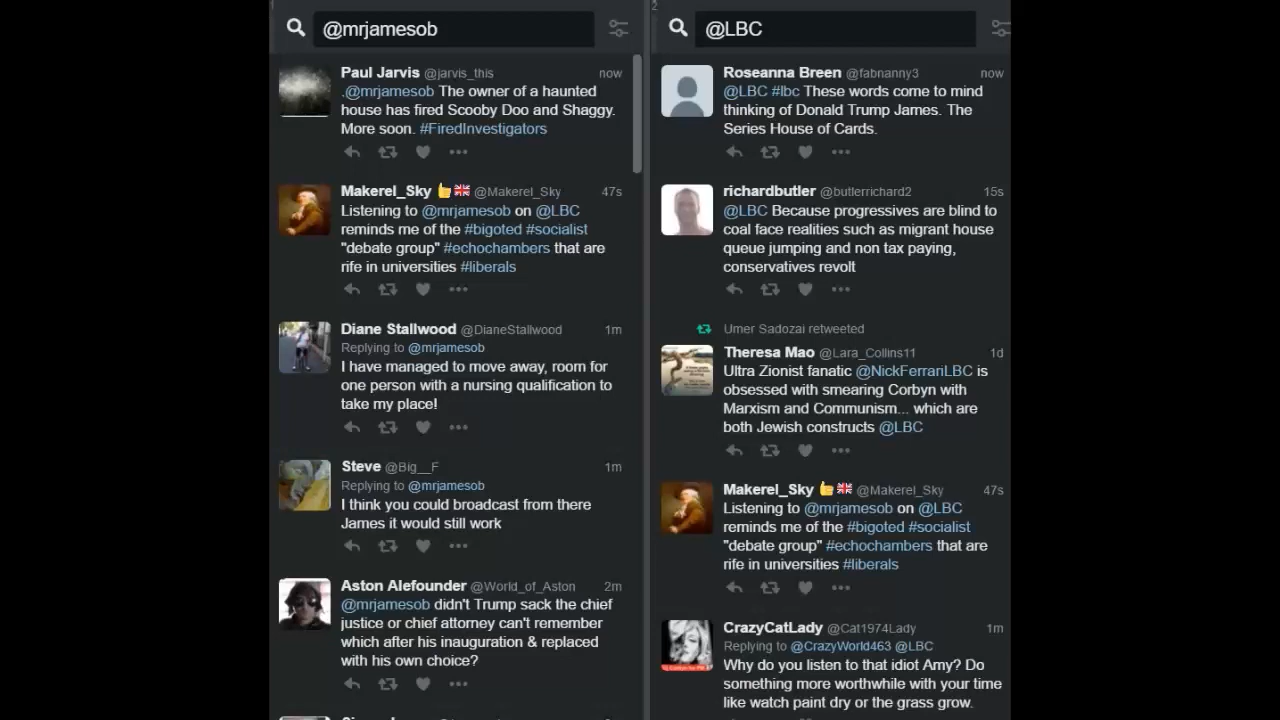 1
@mrjamesob
Paul Jarvis @jarvis_this now
.@mrjamesob The owner of a haunted
house has fired Scooby Doo and Shaggy.
More soon. #FiredInvestigators
Makerel_Sky 👍🇬🇧 @Makerel_Sky 47s
Listening to @mrjamesob on @LBC
reminds me of the #bigoted #socialist
"debate group" #echochambers that are
rife in universities #liberals
Diane Stallwood @DianeStallwood 1m
Replying to @mrjamesob
I have managed to move away, room for
one person with a nursing qualification to
take my place!
Steve @Big__F 1m
Replying to @mrjamesob
I think you could broadcast from there
James it would still work
Aston Alefounder @World_of_Aston 2m
@mrjamesob didn't Trump sack the chief
justice or chief attorney can't remember
which after his inauguration & replaced
with his own choice?
2
@LBC
Roseanna Breen @fabnanny3 now
@LBC #lbc These words come to mind
thinking of Donald Trump James. The
Series House of Cards.
richardbutler @butlerrichard2 15s
@LBC Because progressives are blind to
coal face realities such as migrant house
queue jumping and non tax paying,
conservatives revolt
Umer Sadozai retweeted
Theresa Mao @Lara_Collins11 1d
Ultra Zionist fanatic @NickFerrariLBC is
obsessed with smearing Corbyn with
Marxism and Communism... which are
both Jewish constructs @LBC
Makerel_Sky 👍🇬🇧 @Makerel_Sky 47s
Listening to @mrjamesob on @LBC
reminds me of the #bigoted #socialist
"debate group" #echochambers that are
rife in universities #liberals
CrazyCatLady @Cat1974Lady 1m
Replying to @CrazyWorld463 @LBC
Why do you listen to that idiot Amy? Do
something more worthwhile with your time
like watch paint dry or the grass grow.